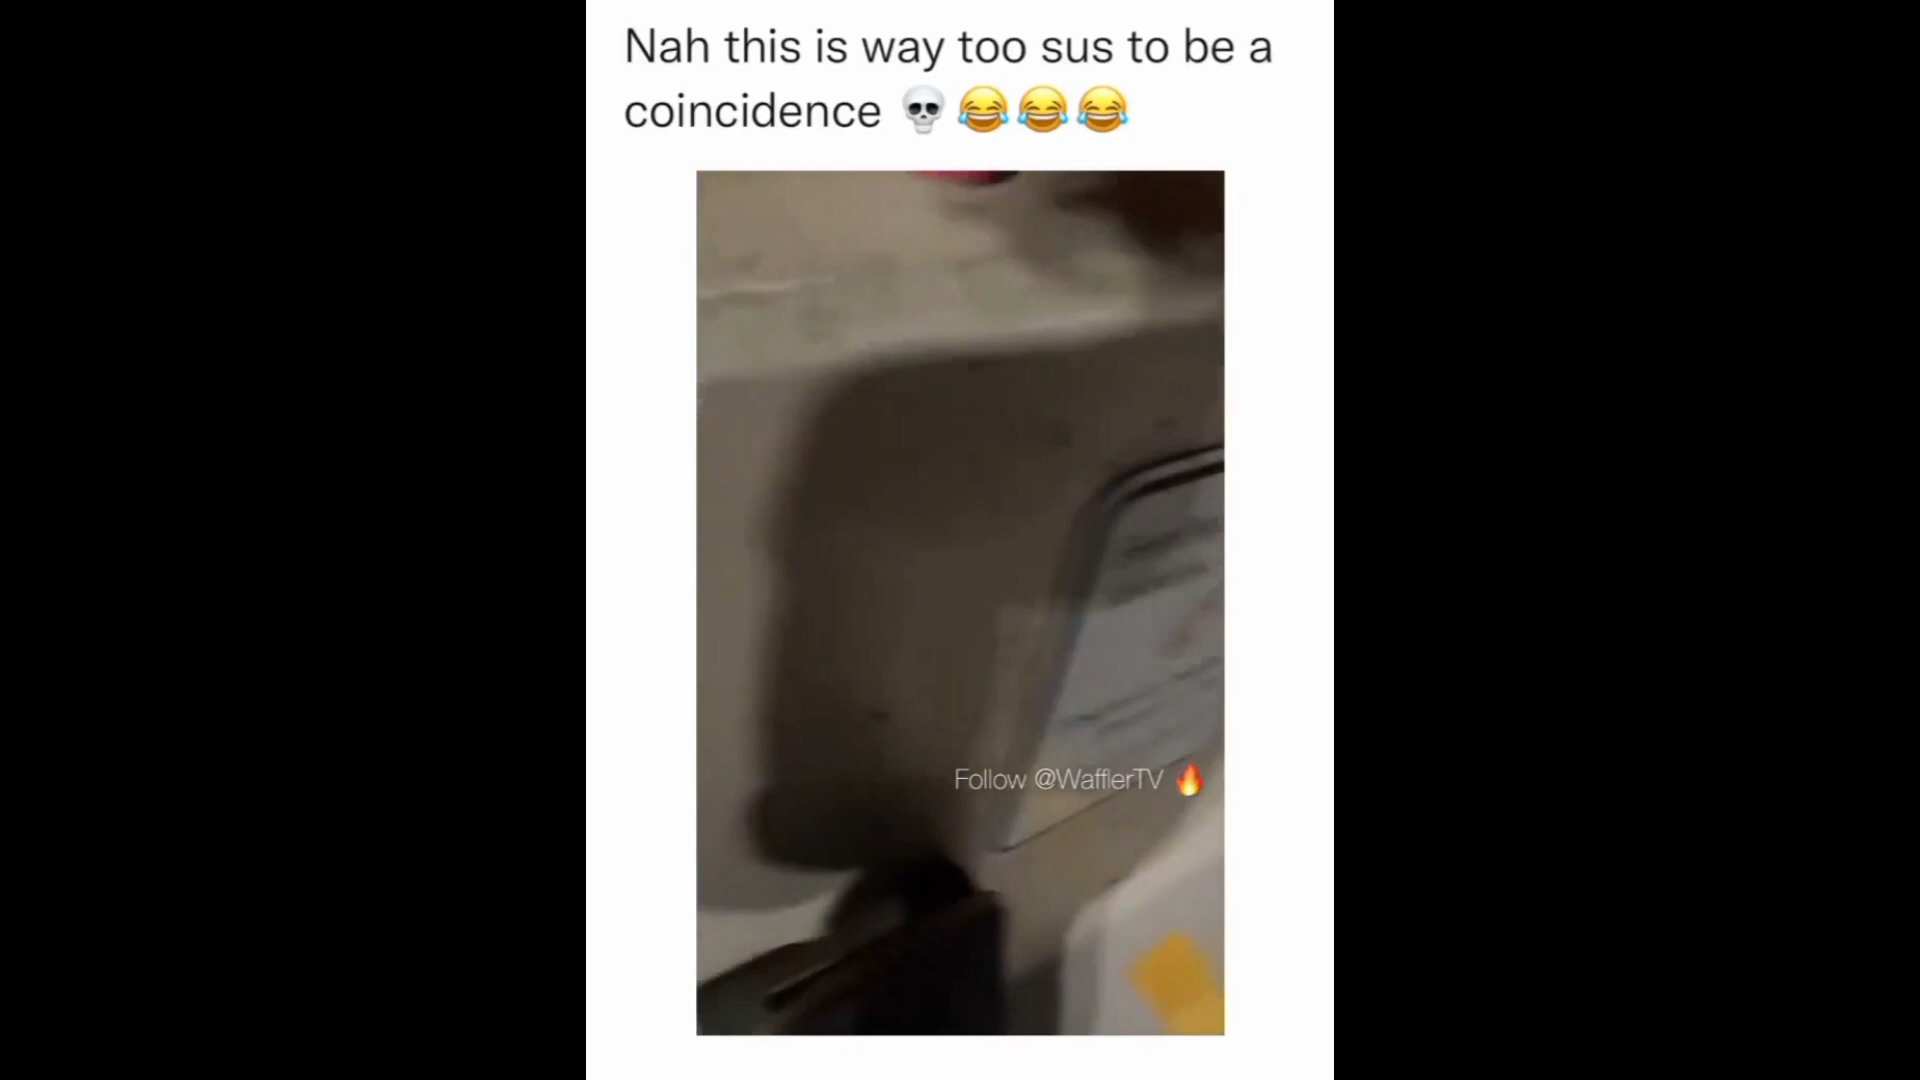 Nah this is way too sus to be a
coincidence 💀😂😂😂
Follow @WafflerTV 🔥